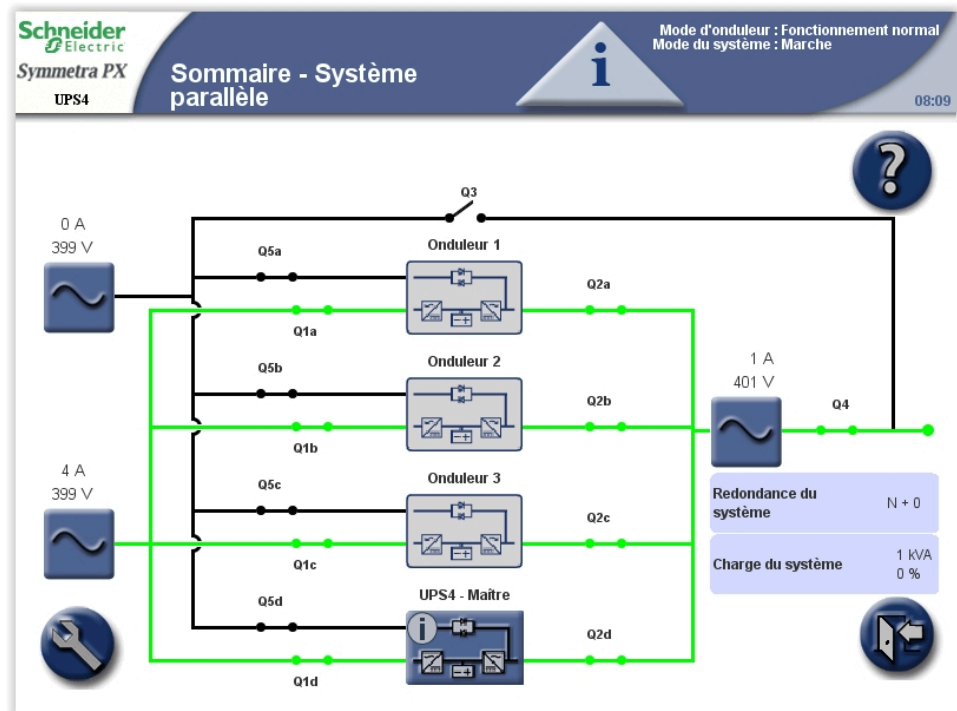 Schneider
Electric
Symmetra PX
UPS4
Sommaire - Système
parallèle
i
Mode d'onduleur : Fonctionnement normal
Mode du système : Marche
08:09
?
Q3
0 A
399 V
Q5a
Onduleur 1
Q2a
Q1a
Q5b
Onduleur 2
Q2b
Q1b
1 A
401 V
Q4
4 A
399 V
Q5c
Onduleur 3
Q2c
Q1c
Redondance du
système
N + 0
Charge du système
1 kVA
0 %
Q5d
UPS4 - Maître
i
Q2d
Q1d